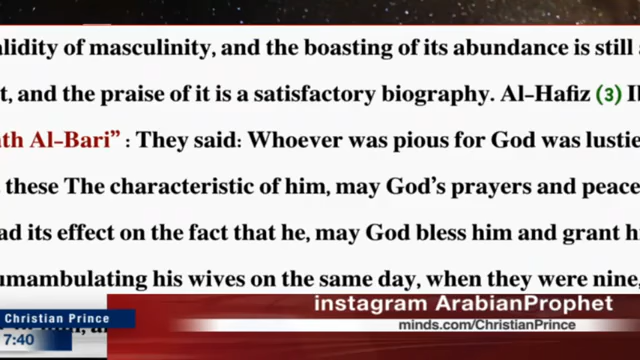 alidity of masculinity, and the boasting of its abundance is still
t, and the praise of it is a satisfactory biography. Al-Hafiz (3)
th Al-Bari” : They said: Whoever was pious for God was lustie
these The characteristic of him, may God’s prayers and peace
ad its effect on the fact that he, may God bless him and grant
umambulating his wives on the same day, when they were nine,
instagram ArabianProphet
Christian Prince
minds.com/ChristianPrince
7:40